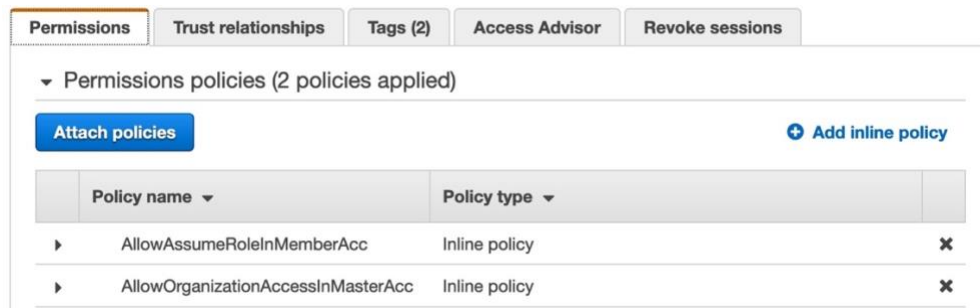 Permissions Trust relationships Tags (2) Access Advisor Revoke sessions
Permissions policies (2 policies applied)
Attach policies Add inline policy
Policy name Policy type
AllowAssumeRoleInMemberAcc Inline policy
AllowOrganizationAccessInMasterAcc Inline policy